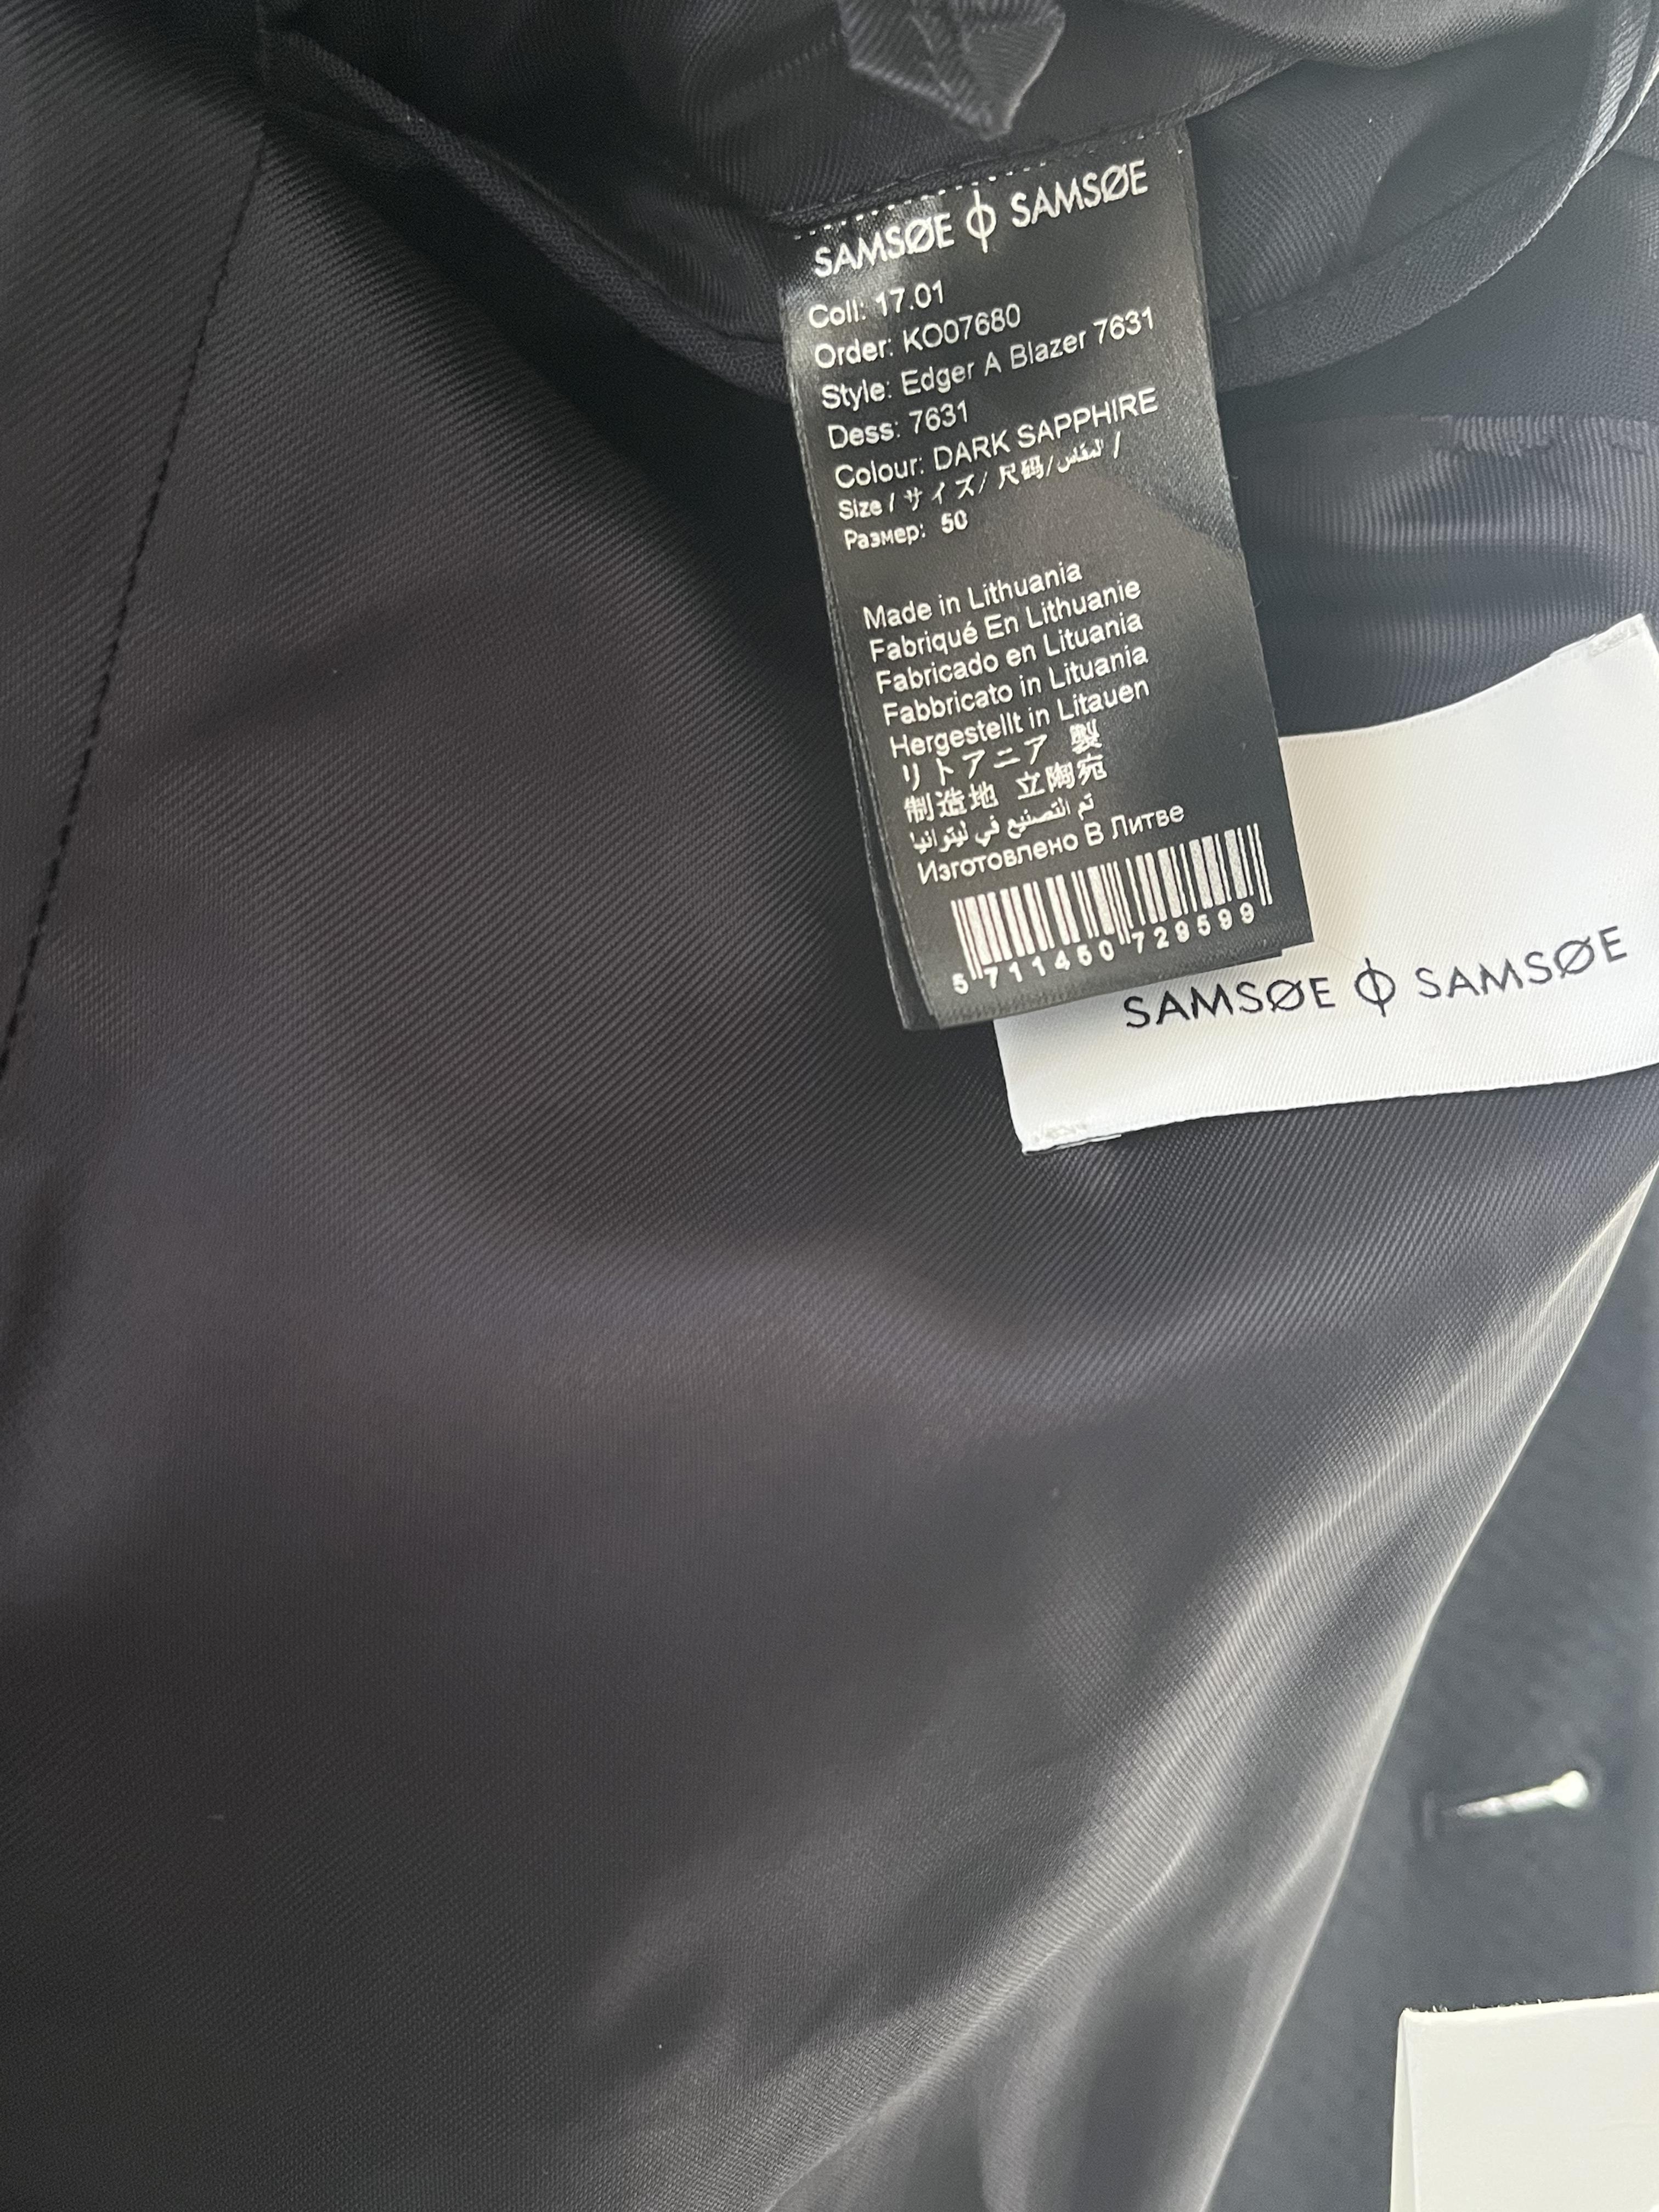 SAMSØE ɸ SAMSØE
Coll: 17.01
Order: KO07680
Style: Edger A Blazer 7631
Dess: 7631
Colour: DARK SAPPHIRE
Size / サイズ/ 尺码/المقاس /
Размер: 50
Made in Lithuania
Fabriqué En Lithuanie
Fabricado en Lituania
Fabbricato in Lituania
Hergestellt in Litauen
リトアニア 製
制造地 立陶宛
تم التصنيع في ليتوانيا
Изготовлено В Литве
5 711450 729599
SAMSØE ɸ SAMSØE